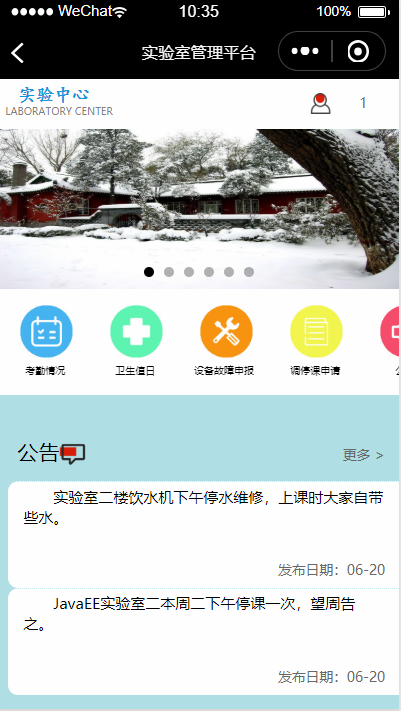 WeChat 10:35 100%
实验室管理平台
实验中心
LABORATORY CENTER
1
考勤情况 卫生值日 设备故障申报 调停课申请
公告 更多 >
实验室二楼饮水机下午停水维修，上课时大家自带
些水。
发布日期：06-20
JavaEE实验室二本周二下午停课一次，望周告
之。
发布日期：06-20